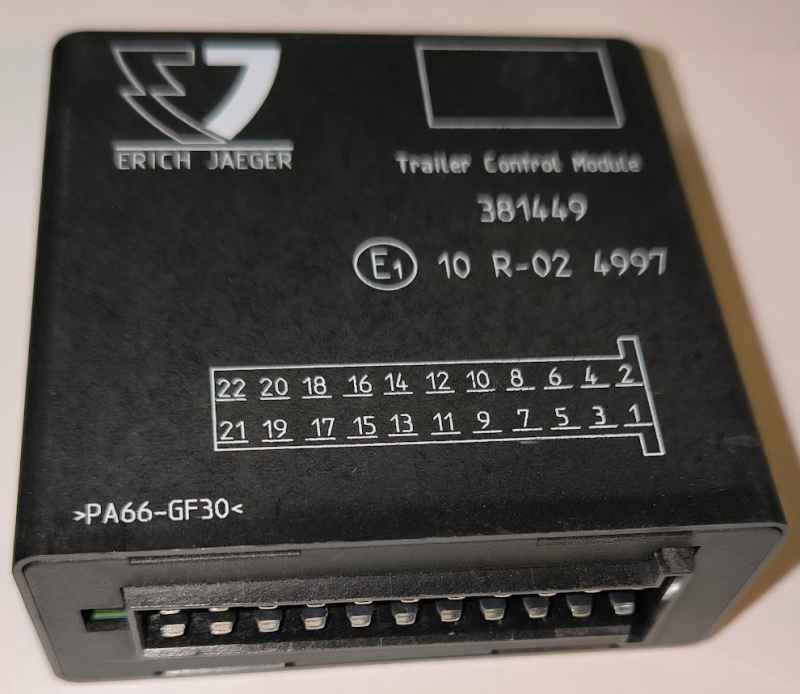 ERICH JAEGER
Trailer Control Module
381449
E1 10 R-02 4997
22 20 18 16 14 12 10 8 6 4 2
21 19 17 15 13 11 9 7 5 3 1
>PA66-GF30<